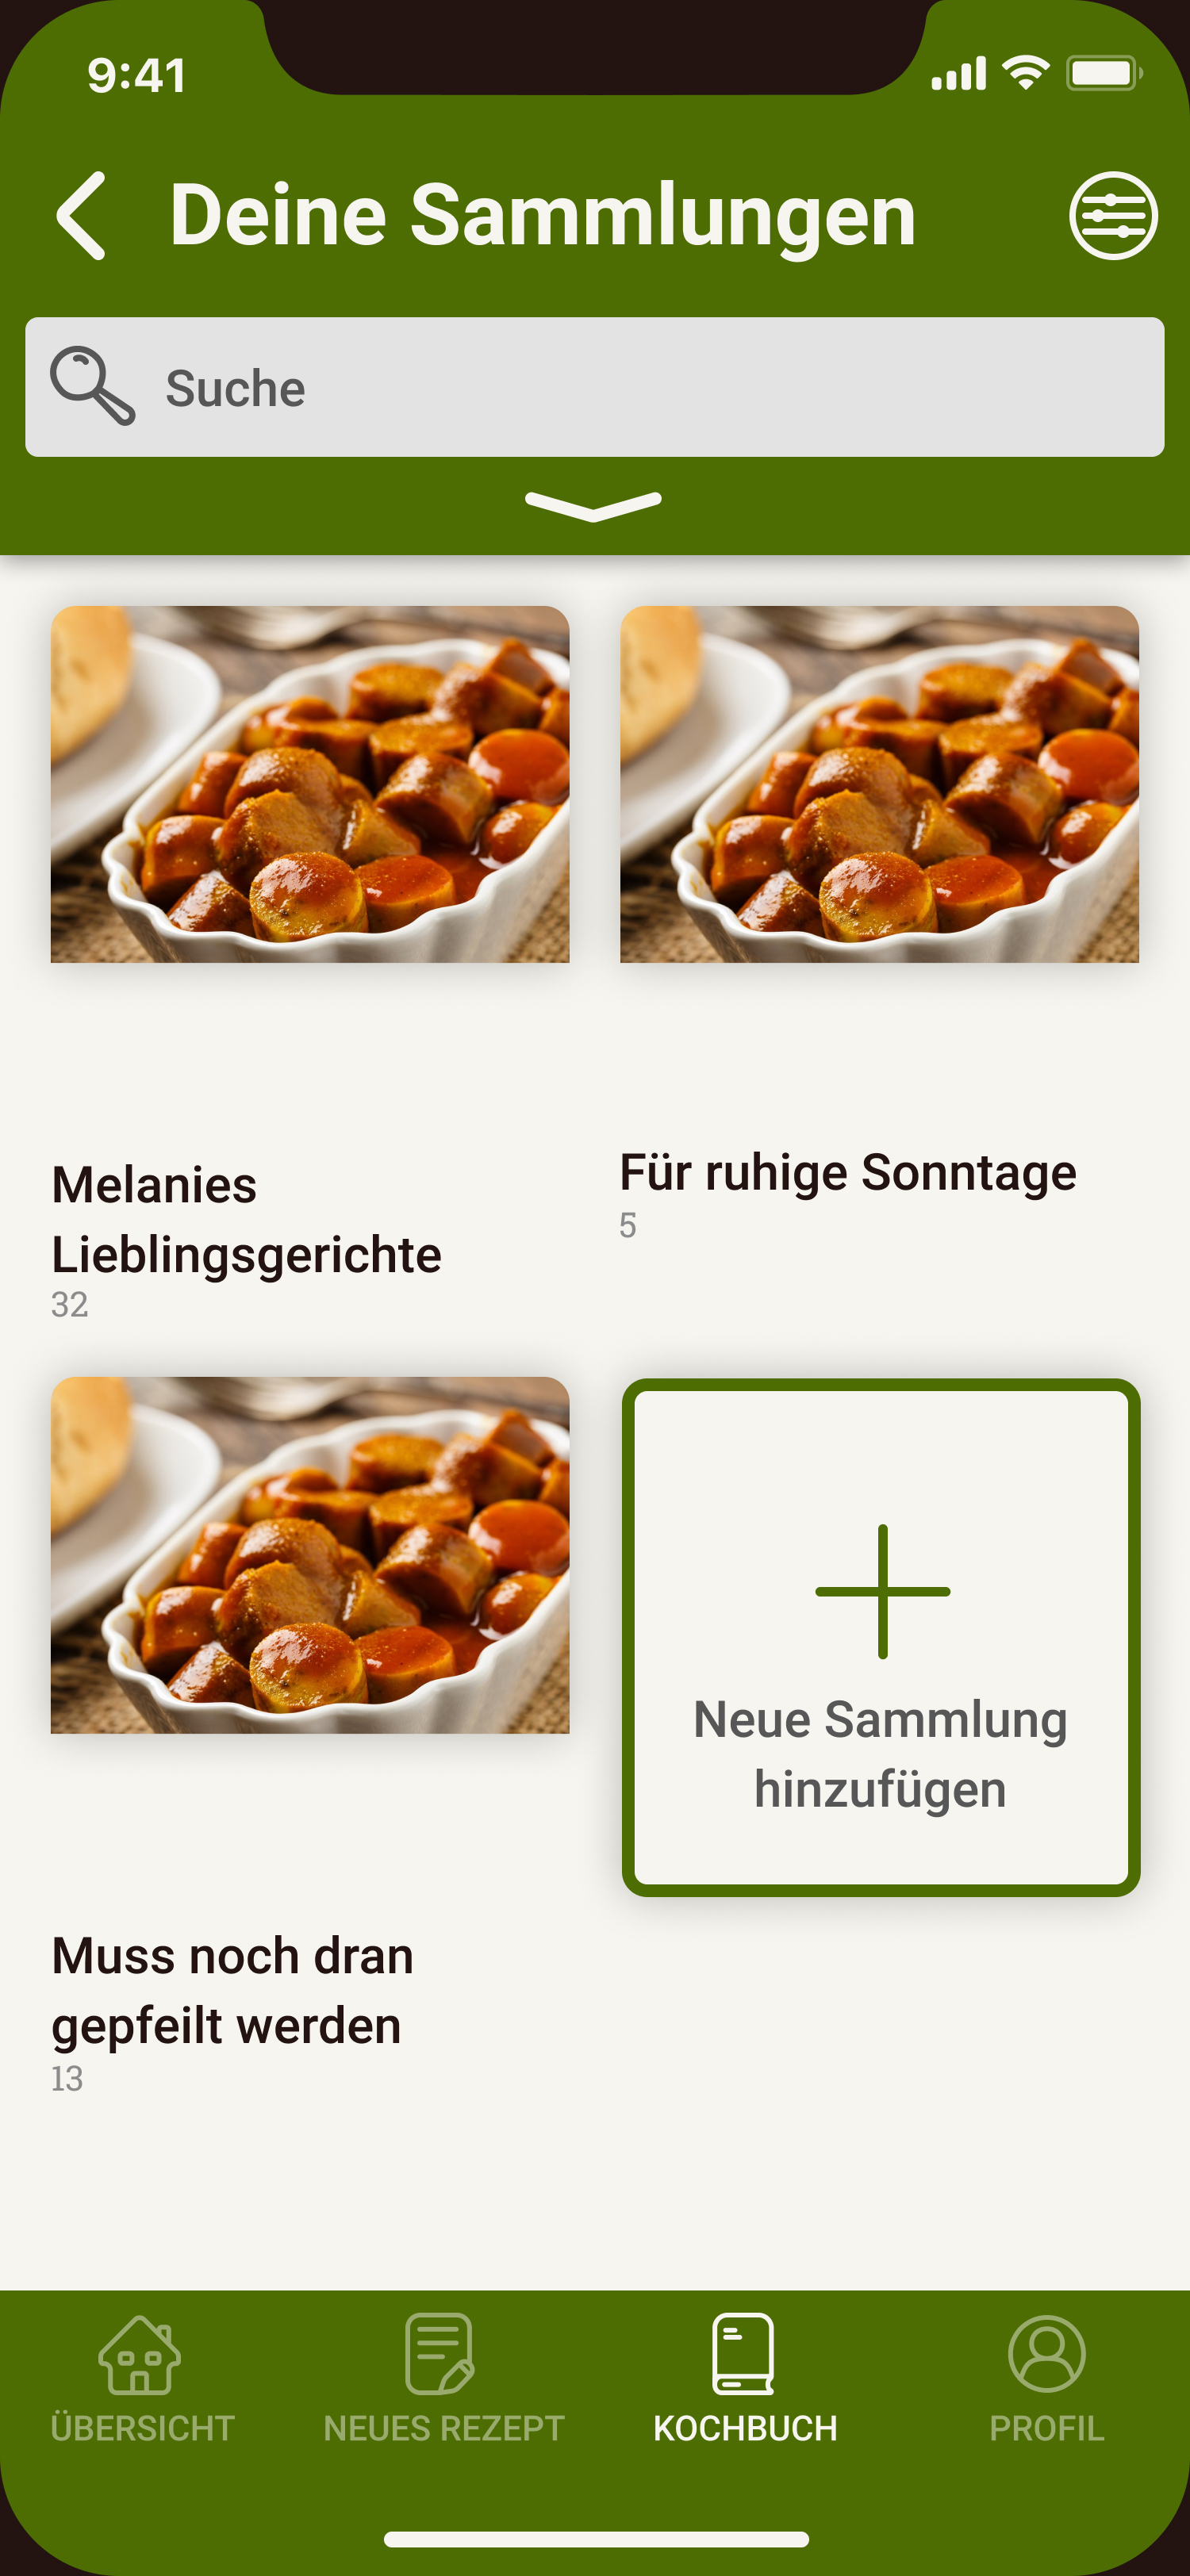 9:41
Deine Sammlungen
Suche
Melanies
Lieblingsgerichte
32
Für ruhige Sonntage
5
Neue Sammlung
hinzufügen
Muss noch dran
gepfeilt werden
13
ÜBERSICHT
NEUES REZEPT
KOCHBUCH
PROFIL